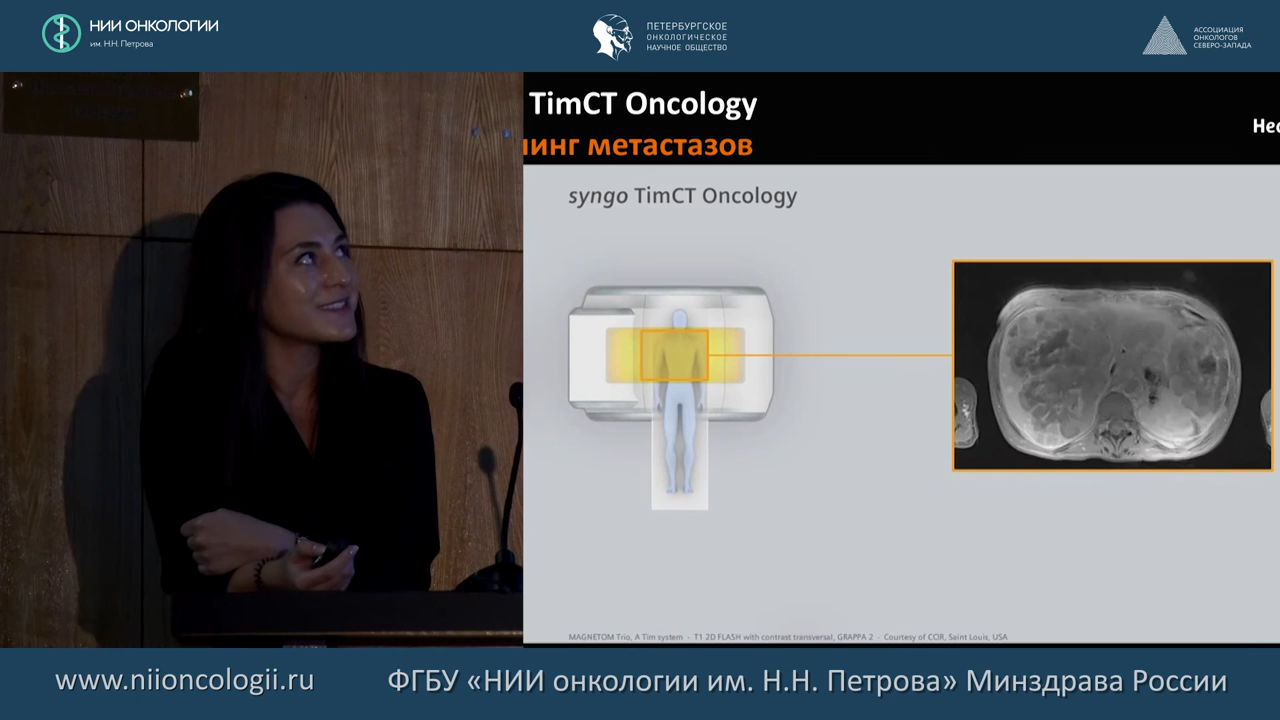 НИИ ОНКОЛОГИИ
им. Н.Н. Петрова
ПЕТЕРБУРГСКОЕ
ОНКОЛОГИЧЕСКОЕ
НАУЧНОЕ ОБЩЕСТВО
АССОЦИАЦИЯ
ОНКОЛОГОВ
СЕВЕРО-ЗАПАДА
TimCT Oncology
метастазов
syngo TimCT Oncology
MAGNETOM Trio, A Tim system - T1 2D FLASH with contrast transversal, GRAPPA 2 - Courtesy of CCIR, Saint Louis, USA
www.niioncologii.ru
ФГБУ «НИИ онкологии им. Н.Н. Петрова» Минздрава России